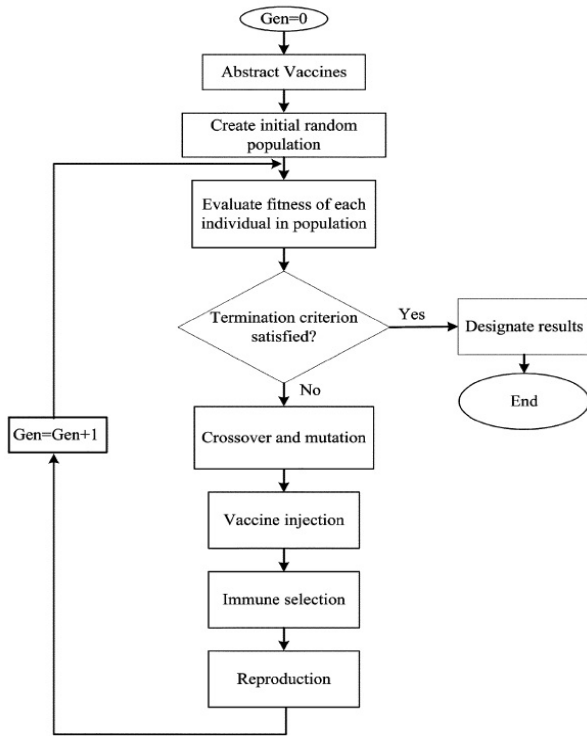 Gen=0
Abstract Vaccines
Create initial random
population
Evaluate fitness of each
individual in population
Termination criterion
satisfied?
Yes
Designate results
End
No
Crossover and mutation
Gen=Gen+1
Vaccine injection
Immune selection
Reproduction